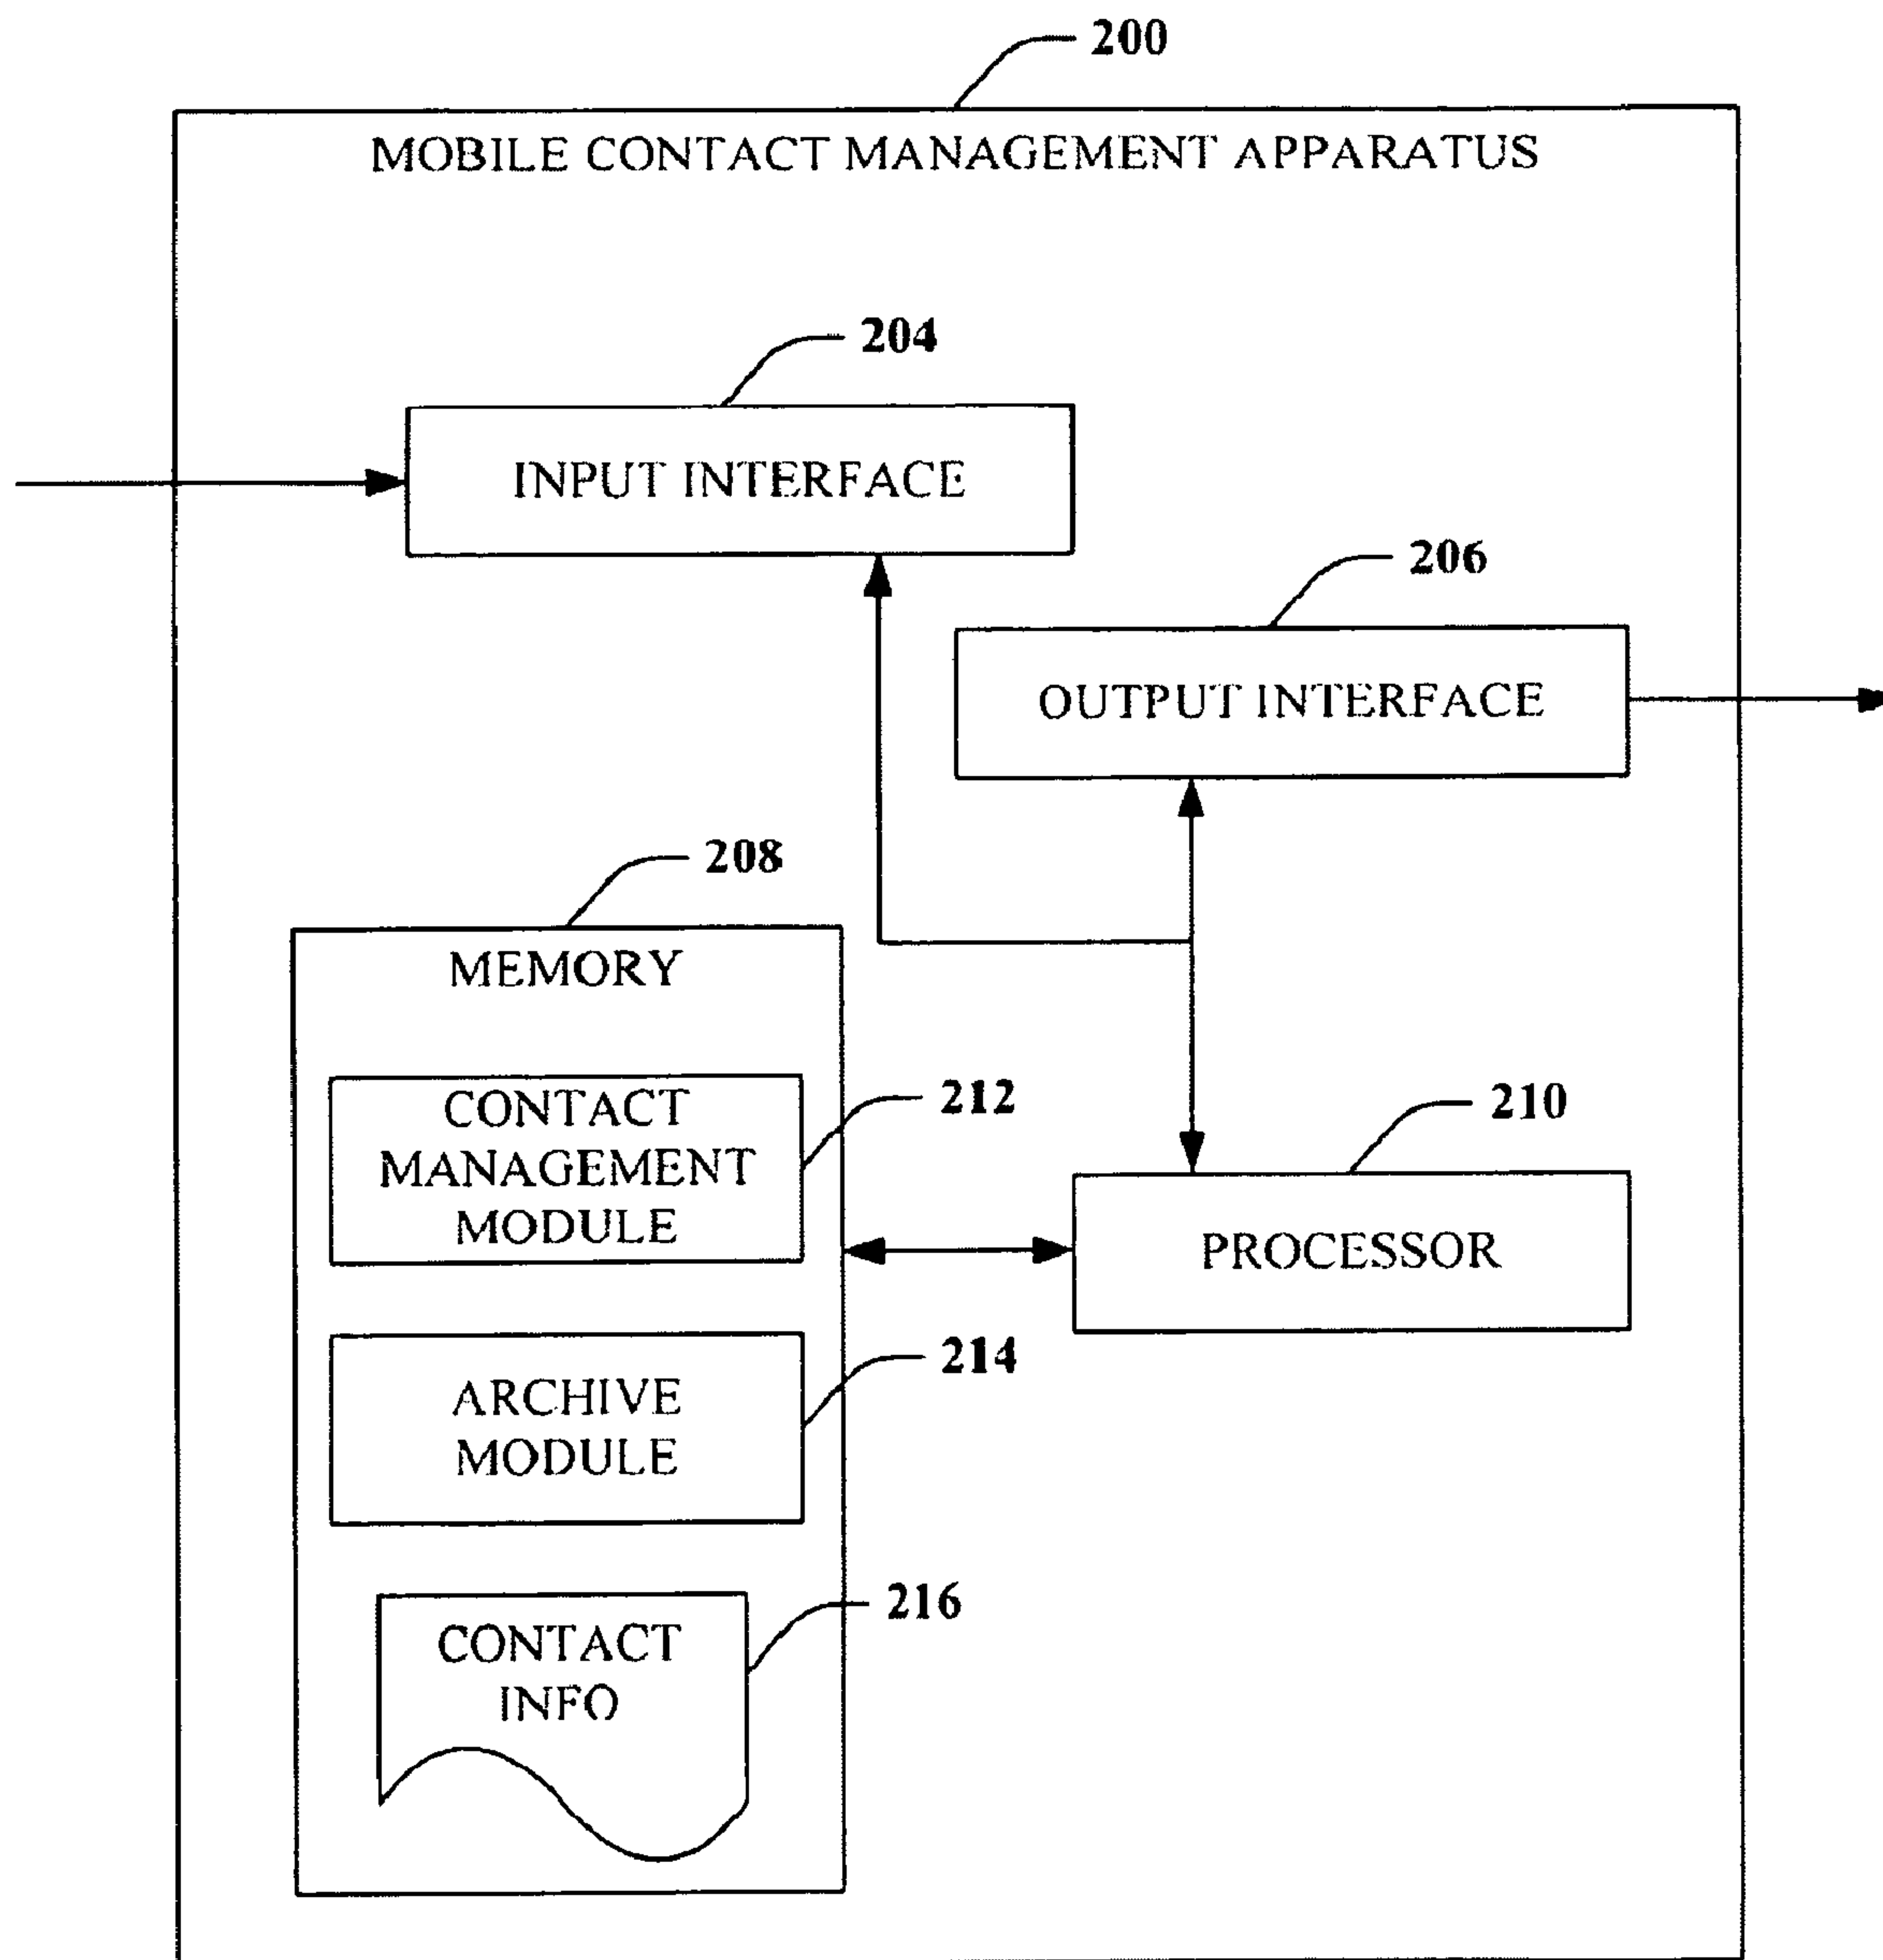 200
MOBILE CONTACT MANAGEMENT APPARATUS
204
INPUT INTERFACE
206
OUTPUT INTERFACE
208
MEMORY
212
CONTACT
MANAGEMENT
MODULE
210
PROCESSOR
214
ARCHIVE
MODULE
216
CONTACT
INFO